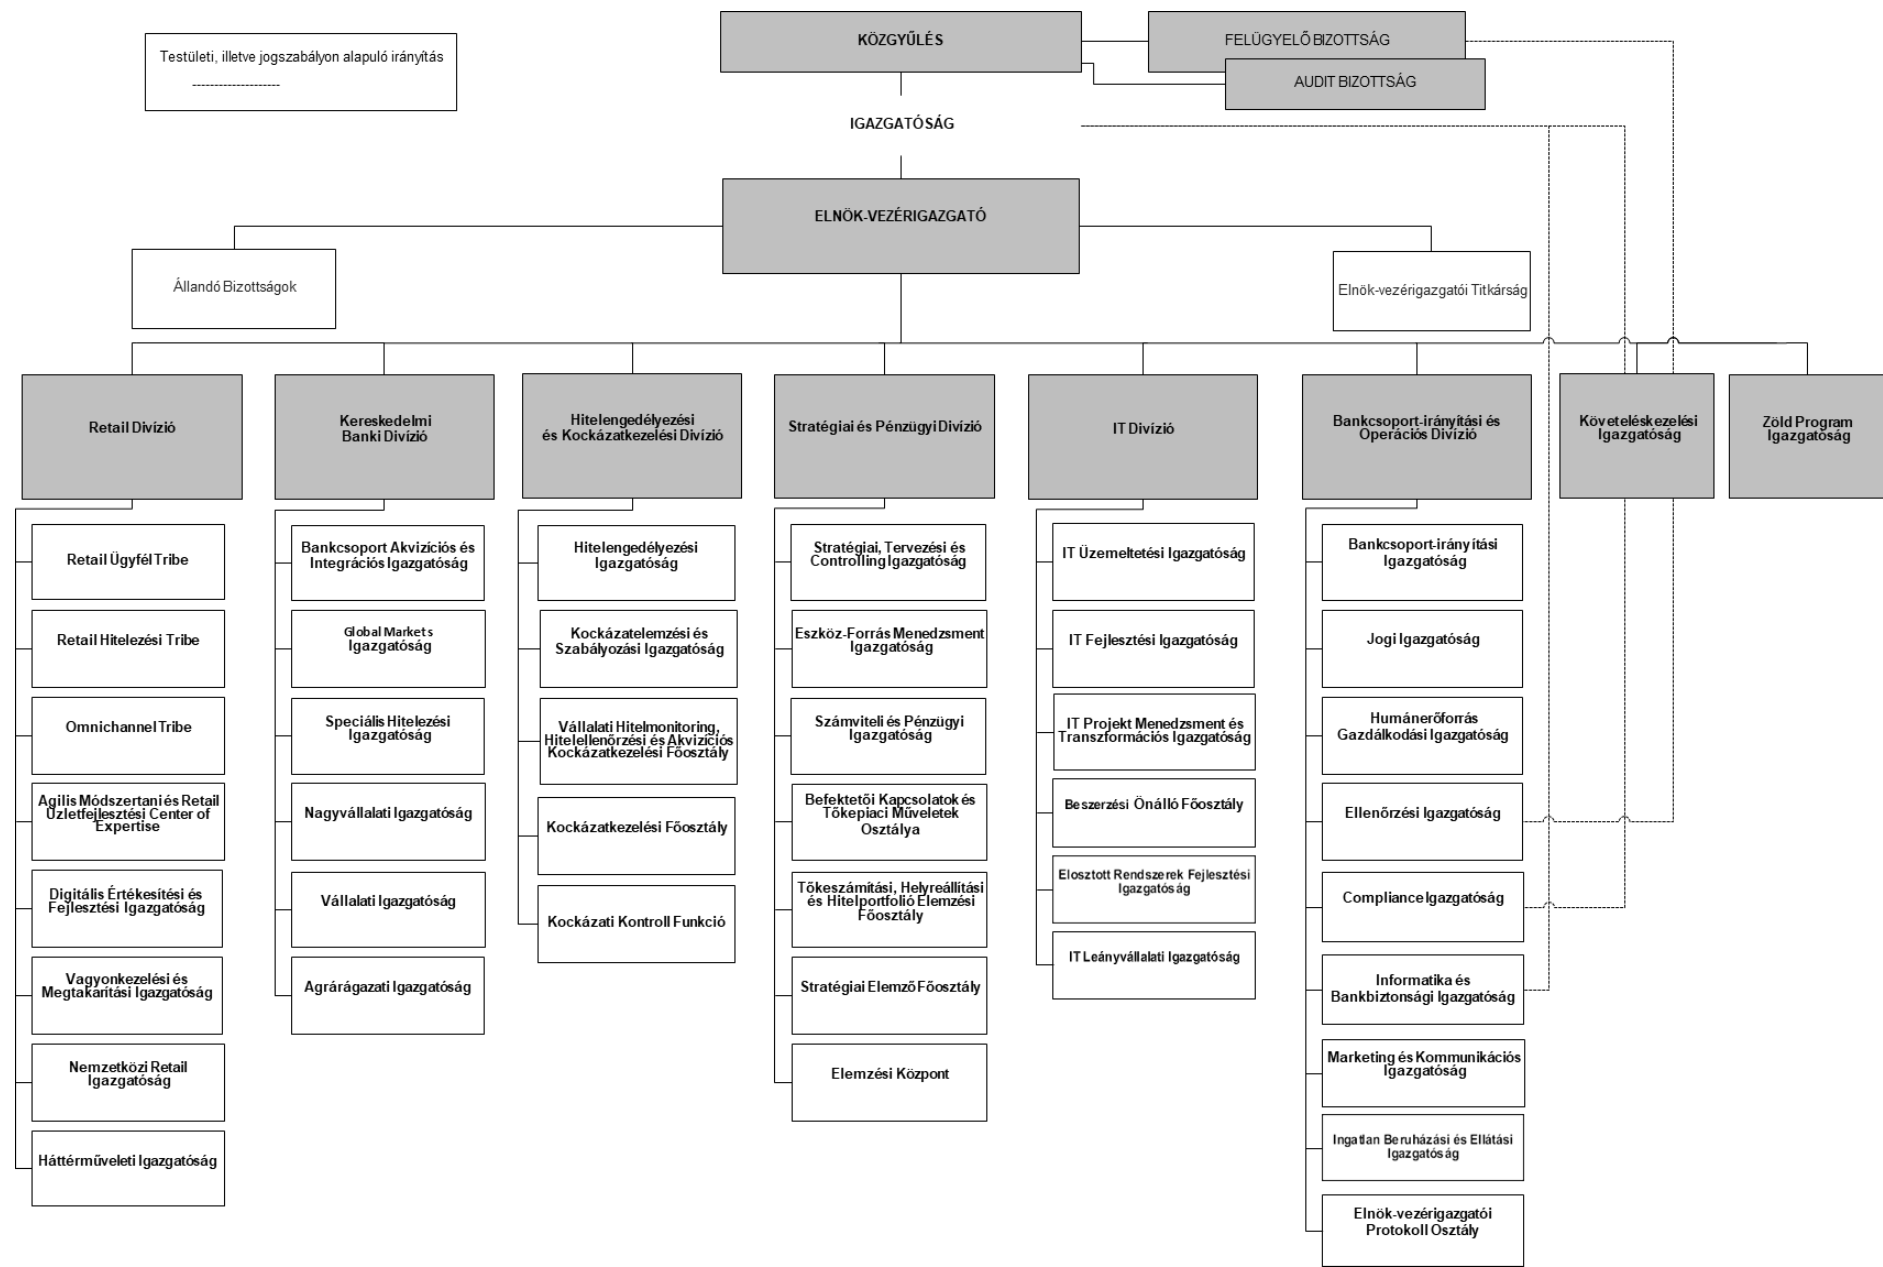 Testületi, illetve jogszabályon alapuló irányítás
--------------------
KÖZGYŰLÉS
FELÜGYELŐ BIZOTTSÁG
AUDIT BIZOTTSÁG
IGAZGATÓSÁG
ELNÖK-VEZÉRIGAZGATÓ
Állandó Bizottságok
Elnök-vezérigazgatói Titkárság
Retail Divízió
Kereskedelmi
Banki Divízió
Hitelengedélyezési
és Kockázatkezelési Divízió
Stratégiai és Pénzügyi Divízió
IT Divízió
Bankcsoport-irányítási és
Operációs Divízió
Követeléskezelési
Igazgatóság
Zöld Program
Igazgatóság
Retail Ügyfél Tribe
Retail Hitelezési Tribe
Omnichannel Tribe
Agilis Módszertani és Retail
Üzletfejlesztési Center of
Expertise
Digitális Értékesítési és
Fejlesztési Igazgatóság
Vagyonkezelési és
Megtakarítási Igazgatóság
Nemzetközi Retail
Igazgatóság
Háttérműveleti Igazgatóság
Bankcsoport Akvizíciós és
Integrációs Igazgatóság
Global Markets
Igazgatóság
Speciális Hitelezési
Igazgatóság
Nagyvállalati Igazgatóság
Vállalati Igazgatóság
Agrárágazati Igazgatóság
Hitelengedélyezési
Igazgatóság
Kockázatelemzési és
Szabályozási Igazgatóság
Vállalati Hitelmonitoring,
Hitelellenőrzési és Akvizíciós
Kockázatkezelési Főosztály
Kockázatkezelési Főosztály
Kockázati Kontroll Funkció
Stratégiai, Tervezési és
Controlling Igazgatóság
Eszköz-Forrás Menedzsment
Igazgatóság
Számviteli és Pénzügyi
Igazgatóság
Befektetői Kapcsolatok és
Tőkepiaci Műveletek
Osztálya
Tőkeszámítási, Helyreállítási
és Hitelportfolió Elemzési
Főosztály
Stratégiai Elemző Főosztály
Elemzési Központ
IT Üzemeltetési Igazgatóság
IT Fejlesztési Igazgatóság
IT Projekt Menedzsment és
Transzformációs Igazgatóság
Beszerzési Önálló Főosztály
Elosztott Rendszerek Fejlesztési
Igazgatóság
IT Leányvállalati Igazgatóság
Bankcsoport-irányítási
Igazgatóság
Jogi Igazgatóság
Humánerőforrás
Gazdálkodási Igazgatóság
Ellenőrzési Igazgatóság
Compliance Igazgatóság
Informatika és
Bankbiztonsági Igazgatóság
Marketing és Kommunikációs
Igazgatóság
Ingatlan Beruházási és Ellátási
Igazgatóság
Elnök-vezérigazgatói
Protokoll Osztály